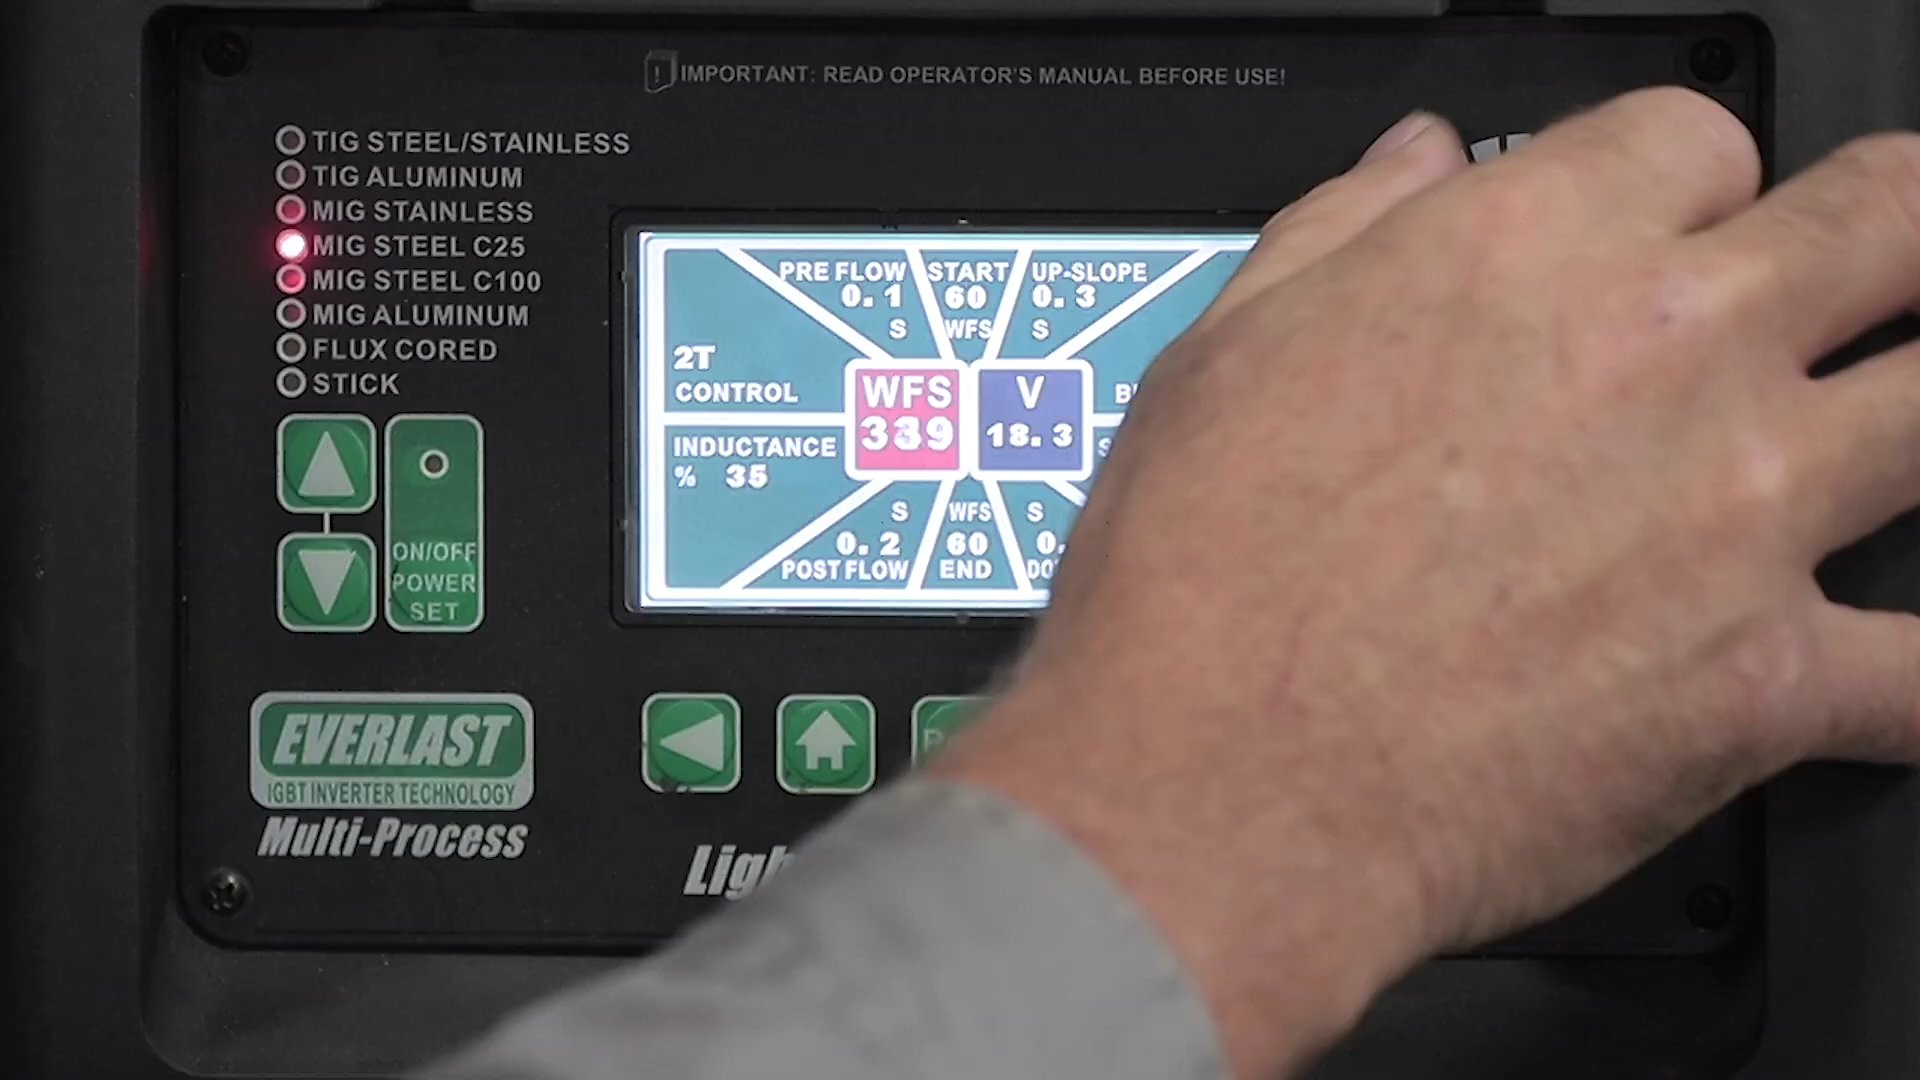 IMPORTANT: READ OPERATOR'S MANUAL BEFORE USE!
TIG STEEL/STAINLESS
TIG ALUMINUM
MIG STAINLESS
MIG STEEL C25
MIG STEEL C100
MIG ALUMINUM
FLUX CORED
STICK
ON/OFF
POWER
SET
PRE FLOW
0.1
S
START
60
WFS
UP-SLOPE
0.3
S
2T
CONTROL
WFS
V
18.3
INDUCTANCE
% 35
S
0.2
POST FLOW
WFS
60
END
S
0.
EVERLAST
IGBT INVERTER TECHNOLOGY
Multi-Process